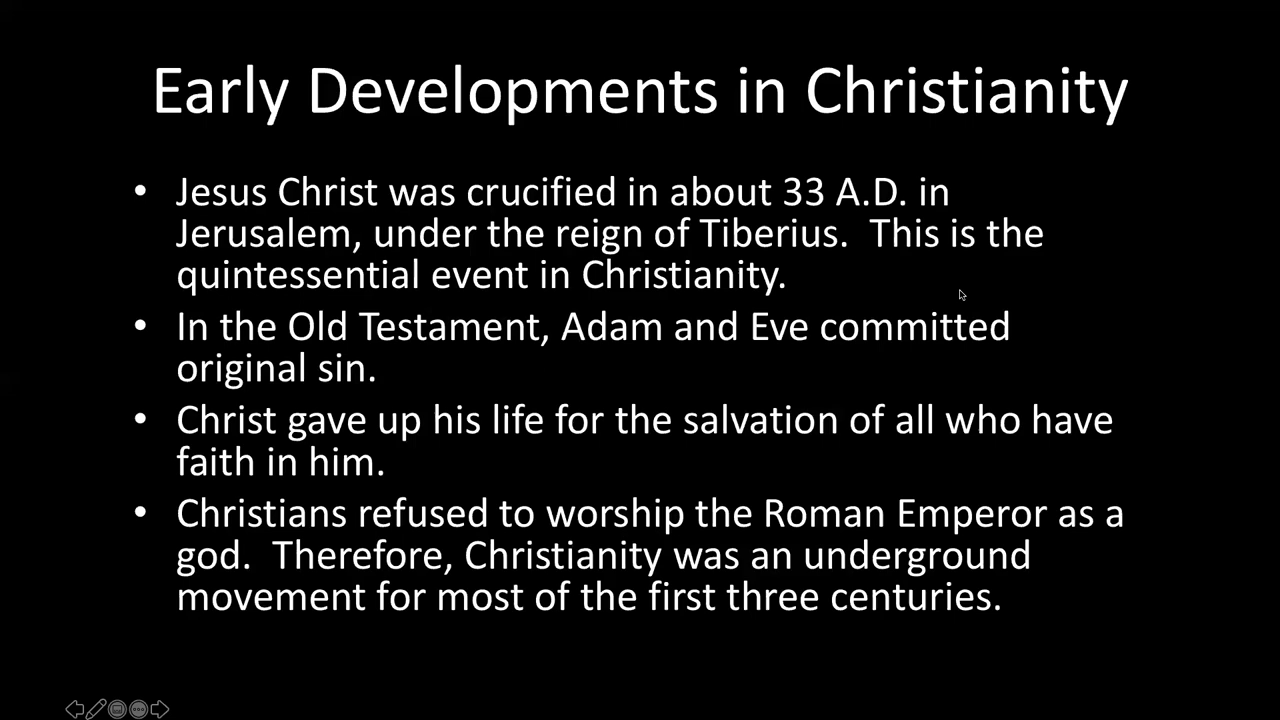 Early Developments in Christianity
• Jesus Christ was crucified in about 33 A.D. in
Jerusalem, under the reign of Tiberius.  This is the
quintessential event in Christianity.
• In the Old Testament, Adam and Eve committed
original sin.
• Christ gave up his life for the salvation of all who have
faith in him.
• Christians refused to worship the Roman Emperor as a
god.  Therefore, Christianity was an underground
movement for most of the first three centuries.